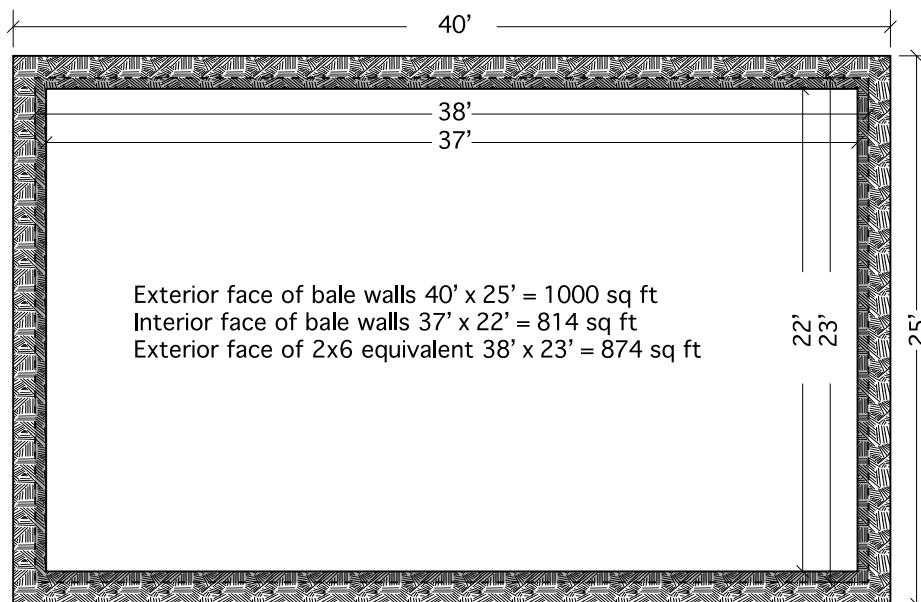 40’
38’
37’
Exterior face of bale walls 40’ x 25’ = 1000 sq ft
Interior face of bale walls 37’ x 22’ = 814 sq ft
Exterior face of 2x6 equivalent 38’ x 23’ = 874 sq ft
22’
23’
25’